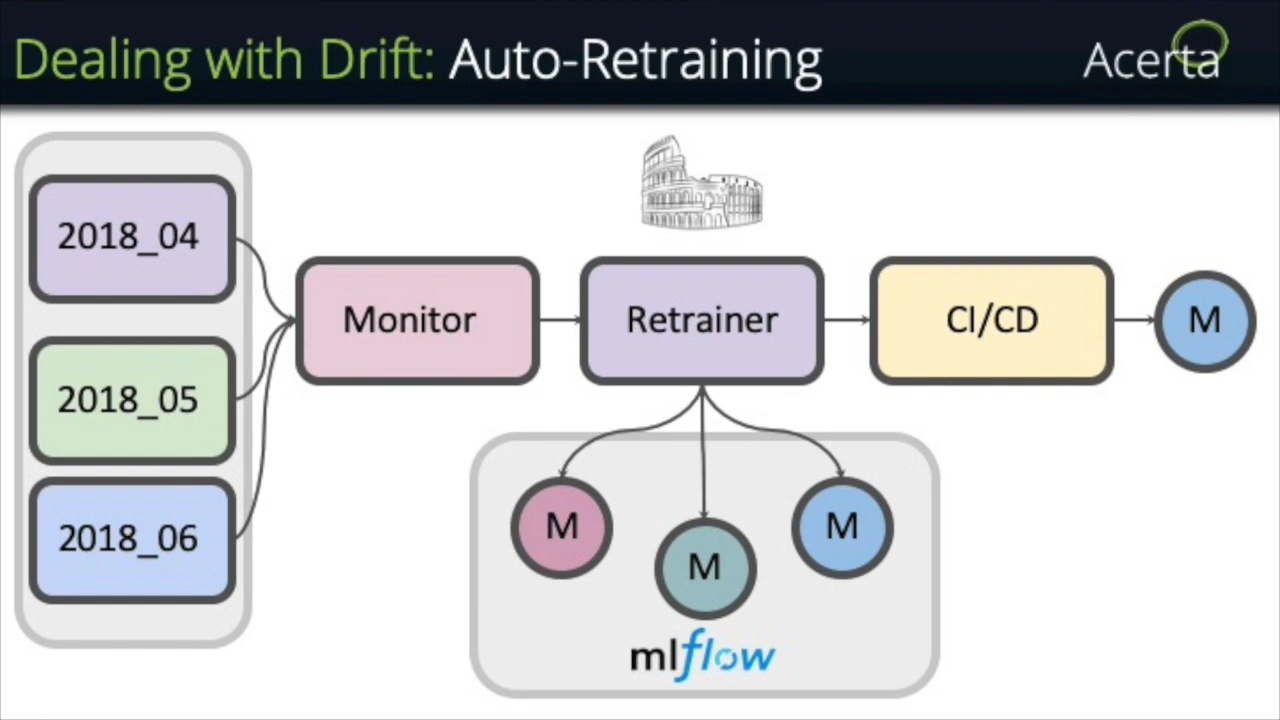 Dealing with Drift: Auto-Retraining
Acerta
2018_04
2018_05
2018_06
Monitor
Retrainer
CI/CD
M
M
M
M
mlflow